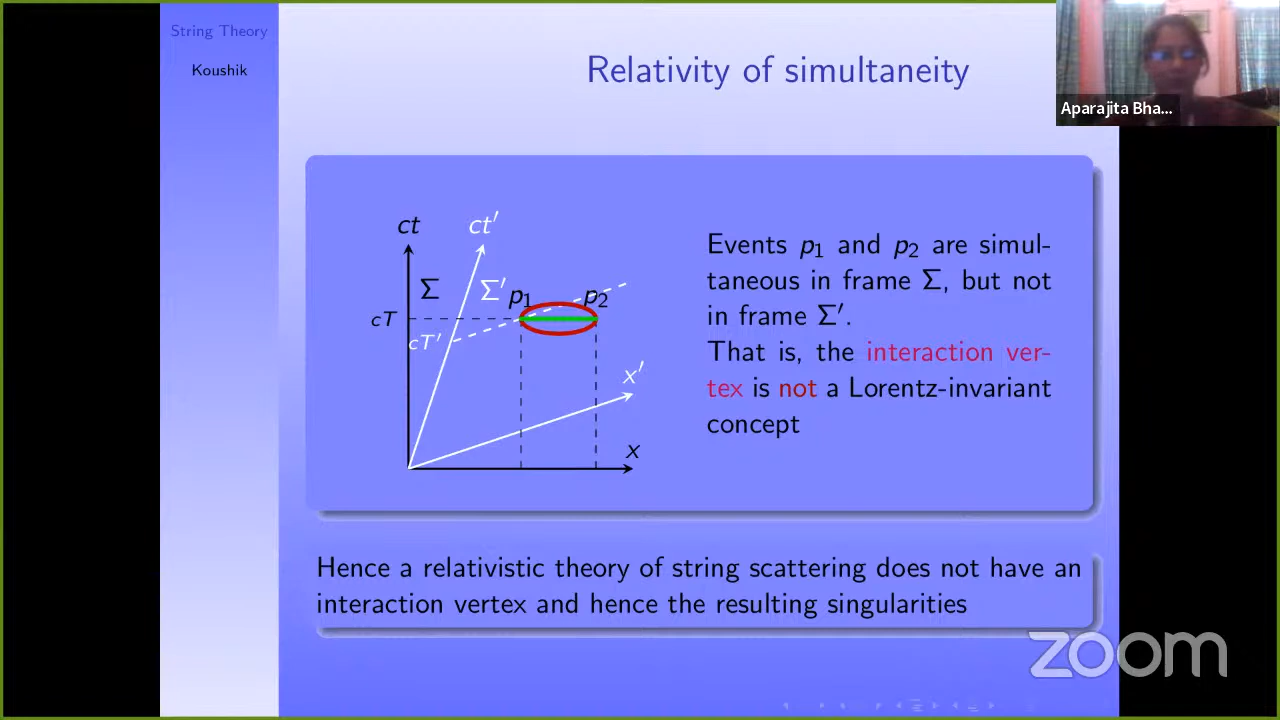 String Theory
Koushik
Relativity of simultaneity
Aparajita Bha...
ct
ct′
Σ
Σ′
p₁
p₂
cT
cT′
x′
x
Events p₁ and p₂ are simul-
taneous in frame Σ, but not
in frame Σ′.
That is, the interaction ver-
tex is not a Lorentz-invariant
concept
Hence a relativistic theory of string scattering does not have an
interaction vertex and hence the resulting singularities
zoom